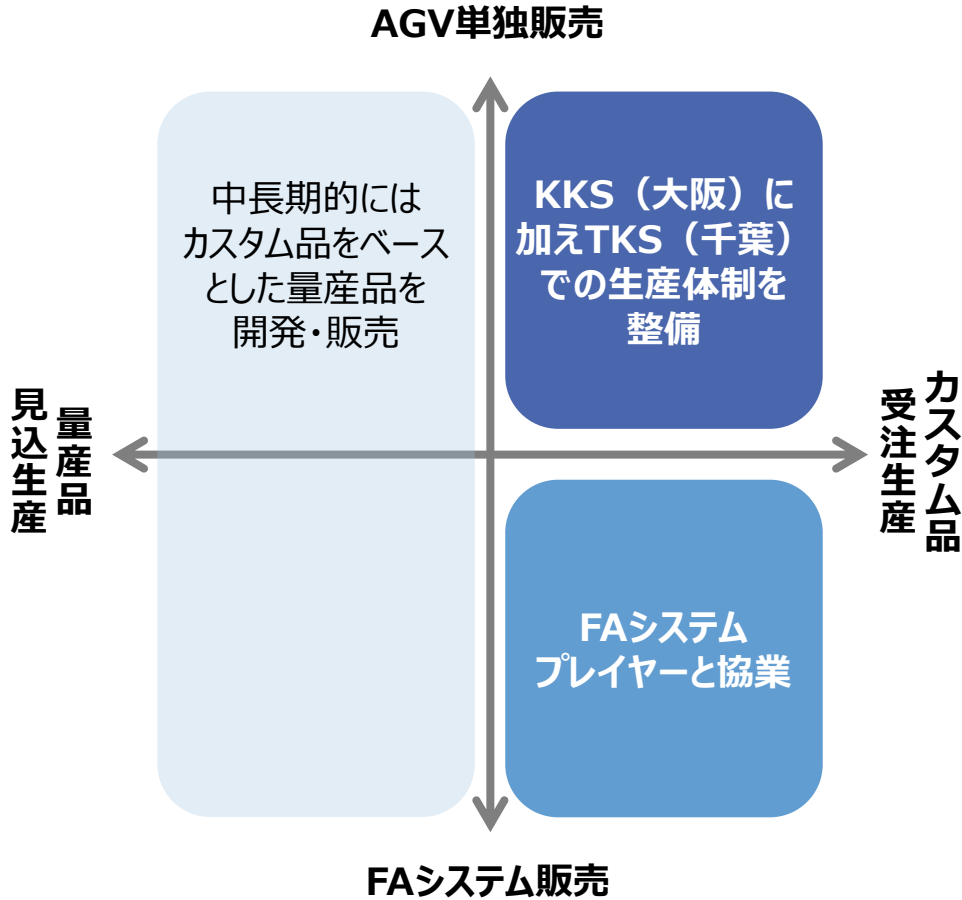 AGV単独販売
中長期的には
カスタム品をベース
とした量産品を
開発・販売
KKS（大阪）に
加えTKS（千葉）
での生産体制を
整備
量産品
見込生産
カスタム品
受注生産
FAシステム
プレイヤーと協業
FAシステム販売